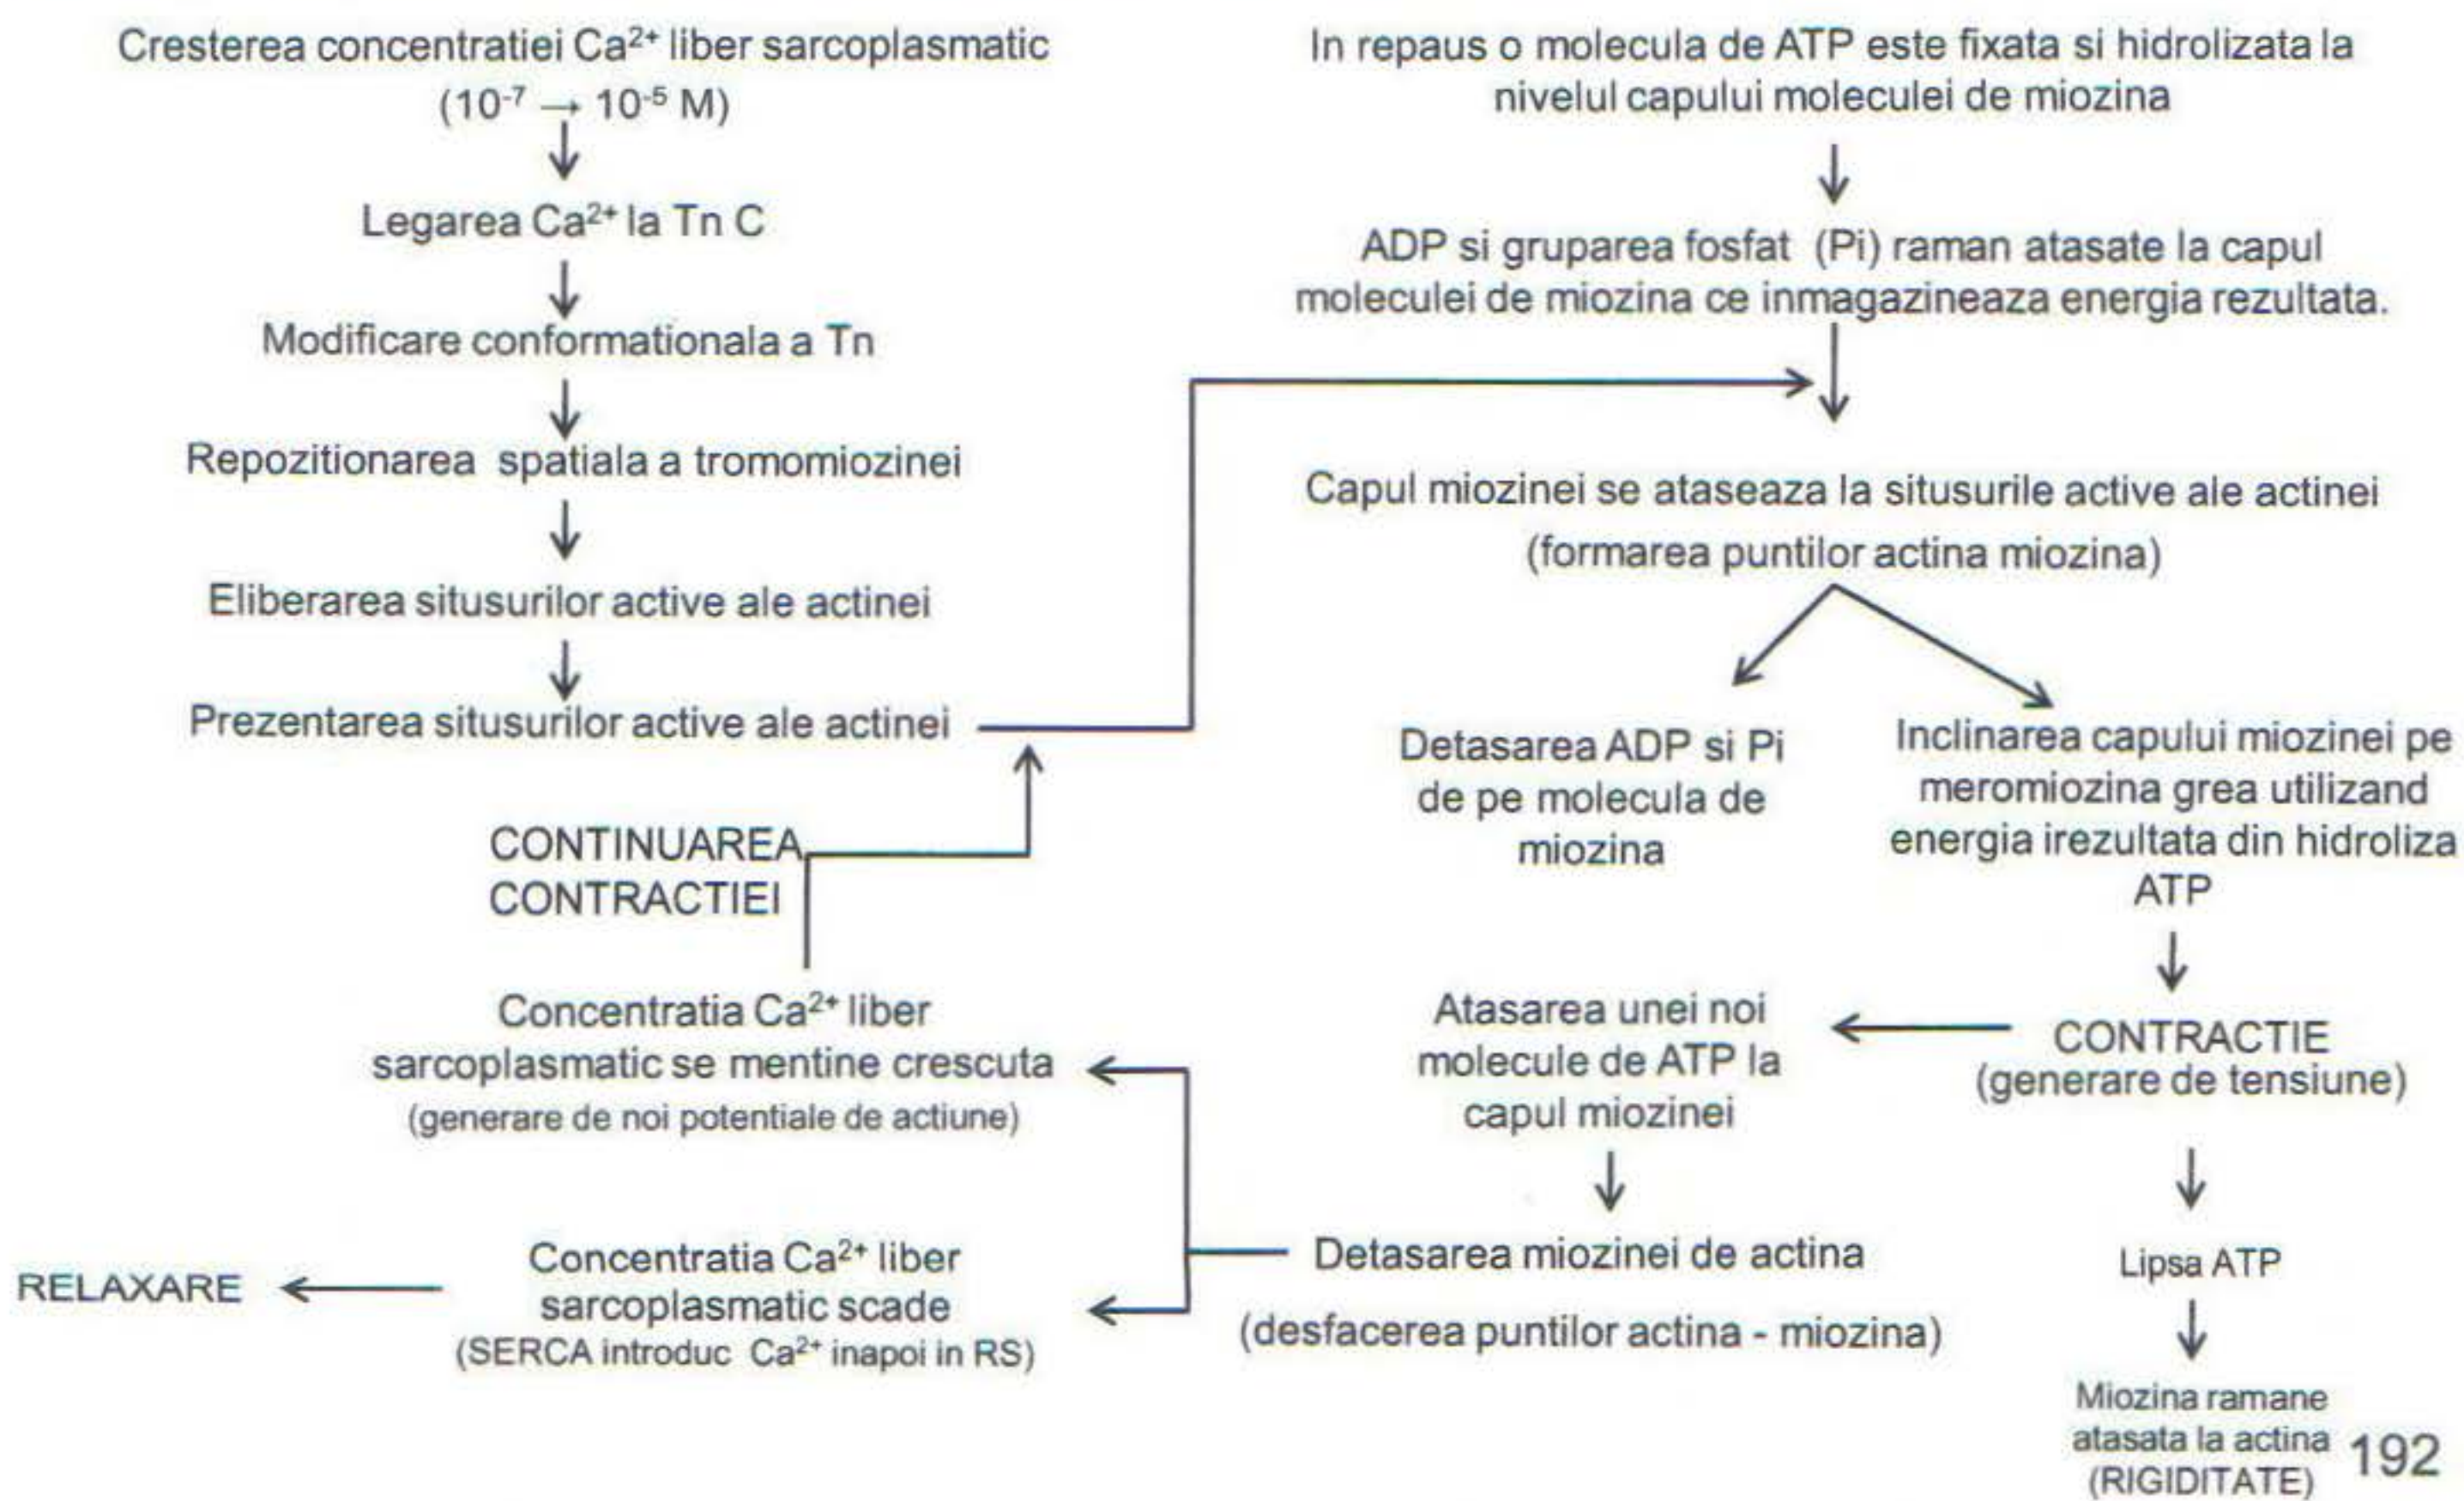 Cresterea concentratiei Ca²⁺ liber sarcoplasmatic
(10⁻⁷ → 10⁻⁵ M)
Legarea Ca²⁺ la Tn C
Modificare conformationala a Tn
Repozitionarea spatiala a tromomiozinei
Eliberarea situsurilor active ale actinei
Prezentarea situsurilor active ale actinei
In repaus o molecula de ATP este fixata si hidrolizata la
nivelul capului moleculei de miozina
ADP si gruparea fosfat (Pi) raman atasate la capul
moleculei de miozina ce inmagazineaza energia rezultata.
Capul miozinei se ataseaza la situsurile active ale actinei
(formarea puntilor actina miozina)
Detasarea ADP si Pi
de pe molecula de
miozina
Inclinarea capului miozinei pe
meromiozina grea utilizand
energia irezultata din hidroliza
ATP
CONTRACTIE
(generare de tensiune)
Atasarea unei noi
molecule de ATP la
capul miozinei
Detasarea miozinei de actina
(desfacerea puntilor actina - miozina)
Lipsa ATP
Miozina ramane
atasata la actina
(RIGIDITATE)
CONTINUAREA
CONTRACTIEI
Concentratia Ca²⁺ liber
sarcoplasmatic se mentine crescuta
(generare de noi potentiale de actiune)
Concentratia Ca²⁺ liber
sarcoplasmatic scade
(SERCA introduc Ca²⁺ inapoi in RS)
RELAXARE
192